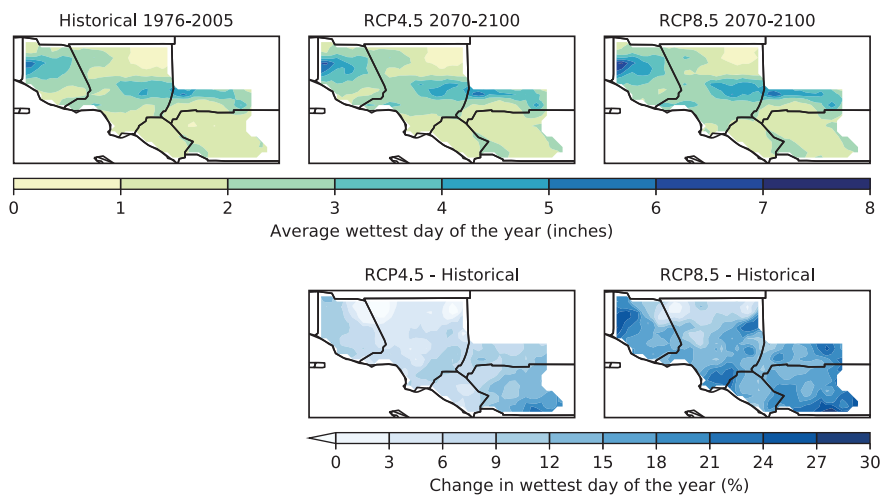 Historical 1976-2005
RCP4.5 2070-2100
RCP8.5 2070-2100
0 1 2 3 4 5 6 7 8
Average wettest day of the year (inches)
RCP4.5 - Historical
RCP8.5 - Historical
0 3 6 9 12 15 18 21 24 27 30
Change in wettest day of the year (%)